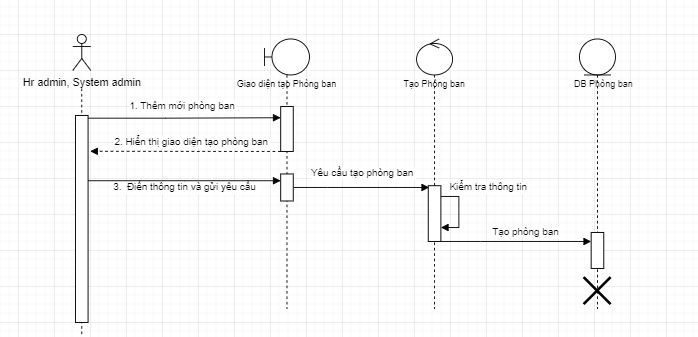 Hr admin, System admin
Giao diện tạo Phòng ban
Tạo Phòng ban
DB Phòng ban
1. Thêm mới phòng ban
2. Hiển thị giao diện tạo phòng ban
Yêu cầu tạo phòng ban
3. Điền thông tin và gửi yêu cầu
Kiểm tra thông tin
Tạo phòng ban